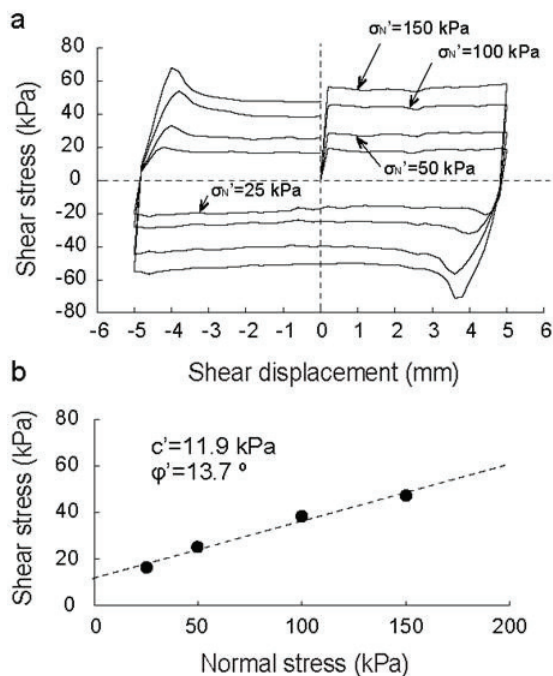 a
σN'=150 kPa
σN'=100 kPa
80
60
40
20
0
-20
-40
-60
-80
Shear stress (kPa)
σN'=50 kPa
σN'=25 kPa
-6 -5 -4 -3 -2 -1 0 1 2 3 4 5 6
Shear displacement (mm)
b
80
60
40
20
0
Shear stress (kPa)
c'=11.9 kPa
φ'=13.7 º
0 50 100 150 200
Normal stress (kPa)